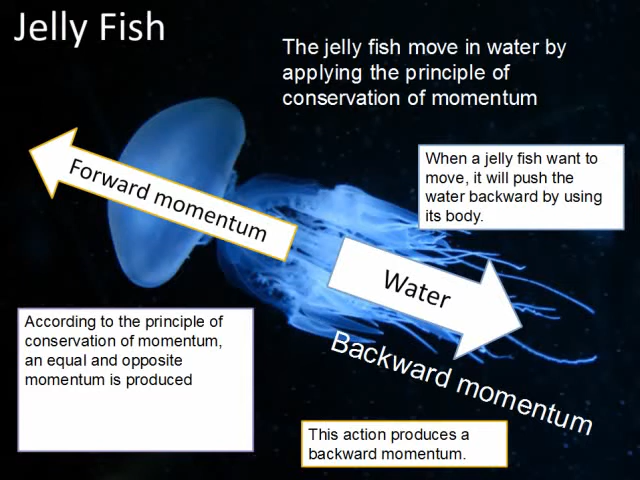 Jelly Fish
The jelly fish move in water by
applying the principle of
conservation of momentum
When a jelly fish want to
move, it will push the
water backward by using
its body.
Forward momentum
Water
Backward momentum
According to the principle of
conservation of momentum,
an equal and opposite
momentum is produced
This action produces a
backward momentum.